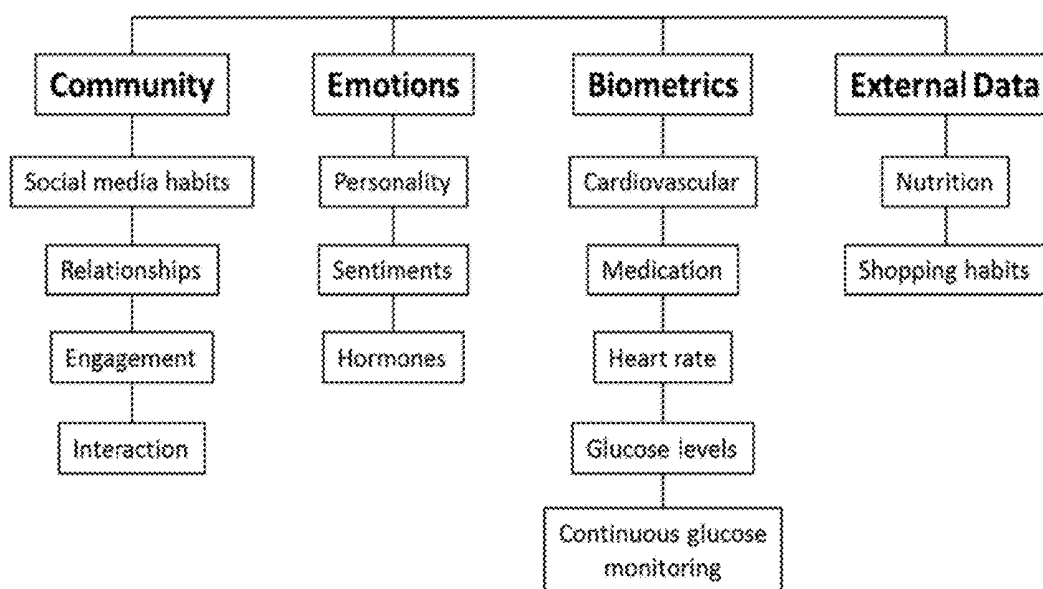 Community
Social media habits
Relationships
Engagement
Interaction
Emotions
Personality
Sentiments
Hormones
Biometrics
Cardiovascular
Medication
Heart rate
Glucose levels
Continuous glucose
monitoring
External Data
Nutrition
Shopping habits